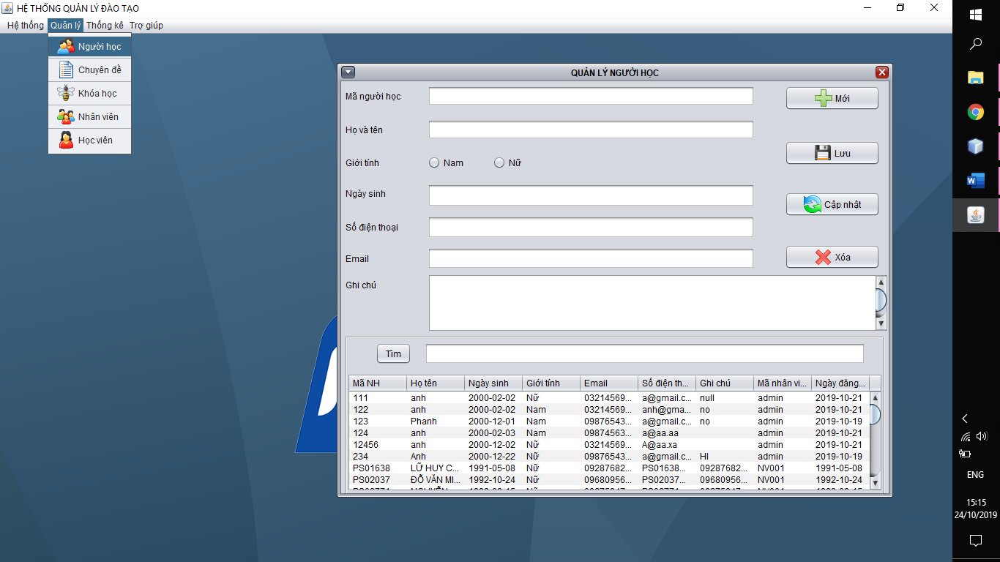 HỆ THỐNG QUẢN LÝ ĐÀO TẠO
Hệ thống Quản lý Thống kê Trợ giúp
Người học
Chuyên đề
Khóa học
Nhân viên
Học viên
QUẢN LÝ NGƯỜI HỌC
Mã người học
Mới
Họ và tên
Lưu
Giới tính Nam Nữ
Ngày sinh
Cập nhật
Số điện thoại
Email
Xóa
Ghi chú
Tìm
Mã NH Họ tên Ngày sinh Giới tính Email Số điện th... Ghi chú Mã nhân vi... Ngày đăng...
111 anh 2000-02-02 Nữ 03214569... a@gmail.c... null admin 2019-10-21
122 anh 2000-02-02 Nam 03214569... anh@gma... no admin 2019-10-21
123 Phanh 2000-12-01 Nam 09876543... a@gmail.c... no admin 2019-10-19
124 anh 2000-02-03 Nam 09874563... a@aa.aa admin 2019-10-21
12456 anh 2000-12-02 Nữ 03214569... A@aa.xa admin 2019-10-21
234 Anh 2000-12-22 Nữ 09876543... a@gmail.c... HI admin 2019-10-19
PS01638 LỮ HUY C... 1991-05-08 Nữ 09287682... PS01638... 09287682... NV001 1991-05-08
PS02037 ĐỖ VĂN MI... 1992-10-24 Nữ 09680956... PS02037... 09680956... NV001 1992-10-24
ENG
15:15
24/10/2019